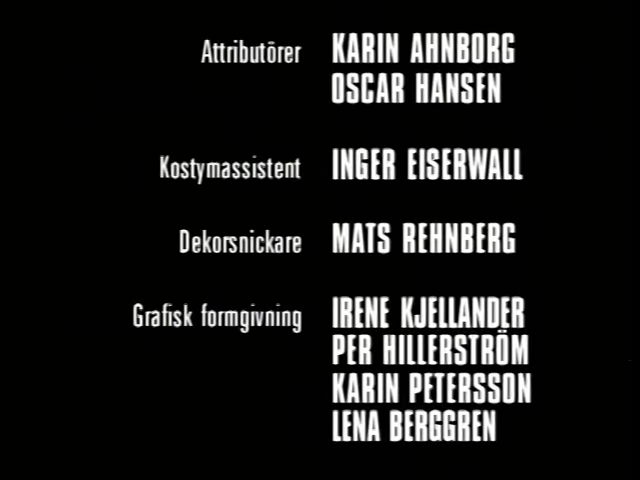 Attributörer KARIN AHNBORG
OSCAR HANSEN
Kostymassistent INGER EISERWALL
Dekorsnickare MATS REHNBERG
Grafisk formgivning IRENE KJELLANDER
PER HILLERSTRÖM
KARIN PETERSSON
LENA BERGGREN